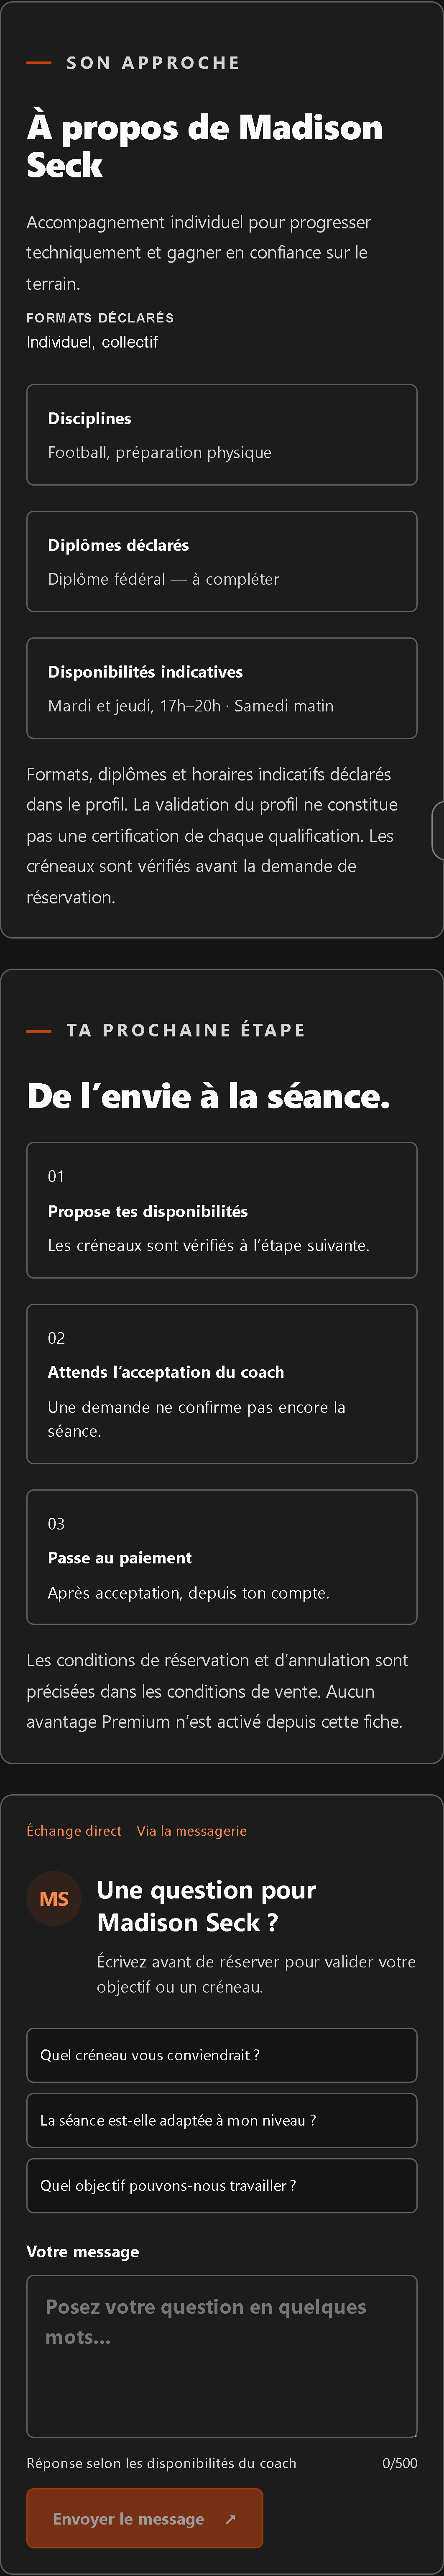 SON APPROCHE
À propos de Madison
Seck
Accompagnement individuel pour progresser
techniquement et gagner en confiance sur le
terrain.
FORMATS DÉCLARÉS
Individuel, collectif
Disciplines
Football, préparation physique
Diplômes déclarés
Diplôme fédéral — à compléter
Disponibilités indicatives
Mardi et jeudi, 17h–20h · Samedi matin
Formats, diplômes et horaires indicatifs déclarés
dans le profil. La validation du profil ne constitue
pas une certification de chaque qualification. Les
créneaux sont vérifiés avant la demande de
réservation.
TA PROCHAINE ÉTAPE
De l’envie à la séance.
01
Propose tes disponibilités
Les créneaux sont vérifiés à l’étape suivante.
02
Attends l’acceptation du coach
Une demande ne confirme pas encore la
séance.
03
Passe au paiement
Après acceptation, depuis ton compte.
Les conditions de réservation et d’annulation sont
précisées dans les conditions de vente. Aucun
avantage Premium n’est activé depuis cette fiche.
Échange direct Via la messagerie
MS
Une question pour
Madison Seck ?
Écrivez avant de réserver pour valider votre
objectif ou un créneau.
Quel créneau vous conviendrait ?
La séance est-elle adaptée à mon niveau ?
Quel objectif pouvons-nous travailler ?
Votre message
Posez votre question en quelques
mots...
Réponse selon les disponibilités du coach 0/500
Envoyer le message ↗